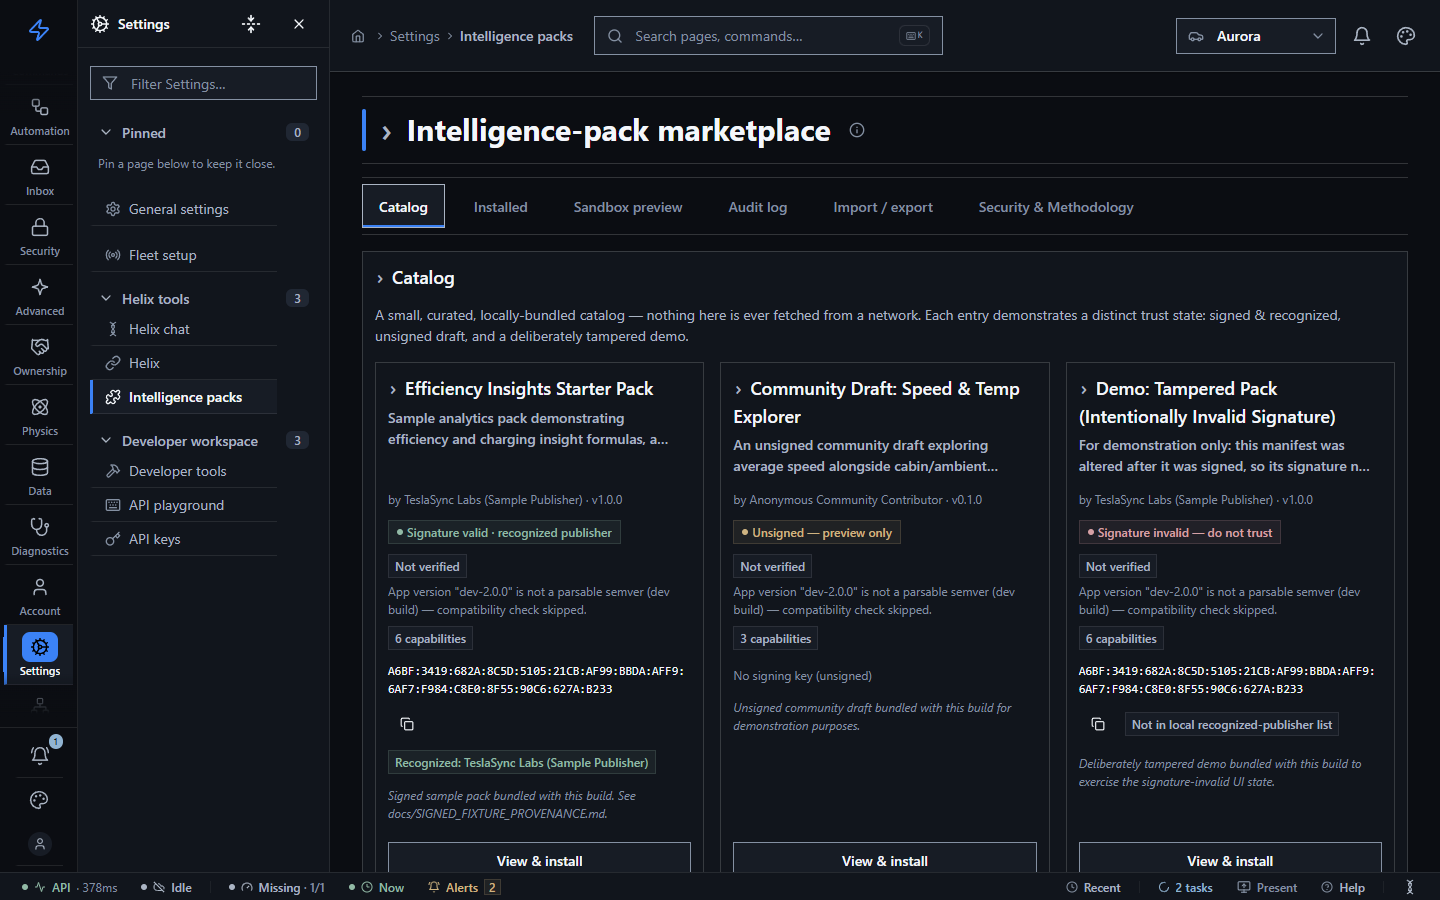 Automation
Inbox
Security
Advanced
Ownership
Physics
Data
Diagnostics
Account
Settings
1
Settings
Filter Settings...
Pinned
0
Pin a page below to keep it close.
General settings
Fleet setup
Helix tools
3
Helix chat
Helix
Intelligence packs
Developer workspace
3
Developer tools
API playground
API keys
Settings
Intelligence packs
Search pages, commands...
K
Aurora
Intelligence-pack marketplace
Catalog
Installed
Sandbox preview
Audit log
Import / export
Security & Methodology
Catalog
A small, curated, locally-bundled catalog — nothing here is ever fetched from a network. Each entry demonstrates a distinct trust state: signed & recognized,
unsigned draft, and a deliberately tampered demo.
Efficiency Insights Starter Pack
Sample analytics pack demonstrating
efficiency and charging insight formulas, a...
by TeslaSync Labs (Sample Publisher) · v1.0.0
Signature valid · recognized publisher
Not verified
App version "dev-2.0.0" is not a parsable semver (dev
build) — compatibility check skipped.
6 capabilities
A6BF:3419:682A:8C5D:5105:21CB:AF99:BBDA:AFF9:
6AF7:F984:C8E0:8F55:90C6:627A:B233
Recognized: TeslaSync Labs (Sample Publisher)
Signed sample pack bundled with this build. See
docs/SIGNED_FIXTURE_PROVENANCE.md.
View & install
Community Draft: Speed & Temp
Explorer
An unsigned community draft exploring
average speed alongside cabin/ambient...
by Anonymous Community Contributor · v0.1.0
Unsigned — preview only
Not verified
App version "dev-2.0.0" is not a parsable semver (dev
build) — compatibility check skipped.
3 capabilities
No signing key (unsigned)
Unsigned community draft bundled with this build for
demonstration purposes.
View & install
Demo: Tampered Pack
(Intentionally Invalid Signature)
For demonstration only: this manifest was
altered after it was signed, so its signature n...
by TeslaSync Labs (Sample Publisher) · v1.0.0
Signature invalid — do not trust
Not verified
App version "dev-2.0.0" is not a parsable semver (dev
build) — compatibility check skipped.
6 capabilities
A6BF:3419:682A:8C5D:5105:21CB:AF99:BBDA:AFF9:
6AF7:F984:C8E0:8F55:90C6:627A:B233
Not in local recognized-publisher list
Deliberately tampered demo bundled with this build to
exercise the signature-invalid UI state.
View & install
API · 378ms
Idle
Missing · 1/1
Now
Alerts 2
Recent
2 tasks
Present
Help